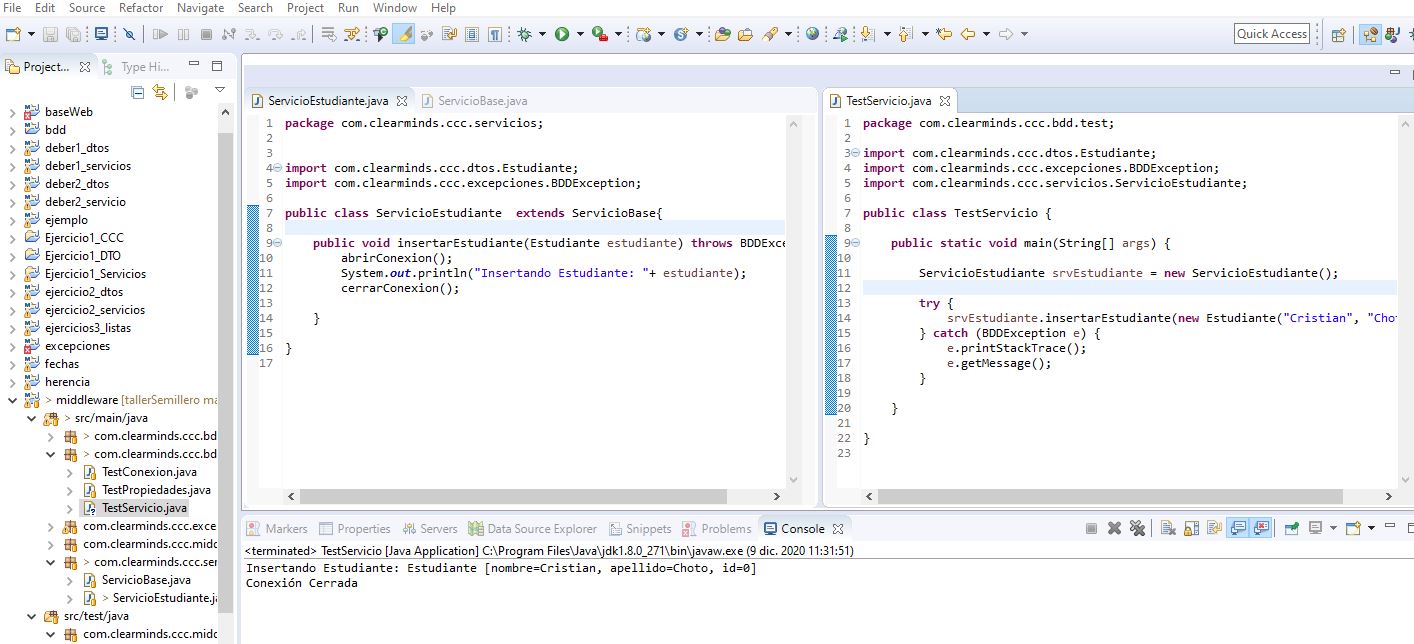 File Edit Source Refactor Navigate Search Project Run Window Help
Quick Access
Project... Type Hi...
baseWeb
bdd
deber1_dtos
deber1_servicios
deber2_dtos
deber2_servicio
ejemplo
Ejercicio1_CCC
Ejercicio1_DTO
Ejercicio1_Servicios
ejercicio2_dtos
ejercicio2_servicios
ejercicios3_listas
excepciones
fechas
herencia
> middleware [tallerSemillero ma
> src/main/java
> com.clearminds.ccc.bd
> com.clearminds.ccc.bd
TestConexion.java
TestPropiedades.java
TestServicio.java
com.clearminds.ccc.exce
com.clearminds.ccc.midd
> com.clearminds.ccc.ser
ServicioBase.java
> ServicioEstudiante.ja
src/test/java
com.clearminds.ccc.midd
ServicioEstudiante.java ServicioBase.java
1 package com.clearminds.ccc.servicios;
2
3
4 import com.clearminds.ccc.dtos.Estudiante;
5 import com.clearminds.ccc.excepciones.BDDException;
6
7 public class ServicioEstudiante  extends ServicioBase{
8
9 public void insertarEstudiante(Estudiante estudiante) throws BDDExce
10 abrirConexion();
11 System.out.println("Insertando Estudiante: "+ estudiante);
12 cerrarConexion();
13
14 }
15
16 }
17
TestServicio.java
1 package com.clearminds.ccc.bdd.test;
2
3 import com.clearminds.ccc.dtos.Estudiante;
4 import com.clearminds.ccc.excepciones.BDDException;
5 import com.clearminds.ccc.servicios.ServicioEstudiante;
6
7 public class TestServicio {
8
9 public static void main(String[] args) {
10
11 ServicioEstudiante srvEstudiante = new ServicioEstudiante();
12
13 try {
14 srvEstudiante.insertarEstudiante(new Estudiante("Cristian", "Cho
15 } catch (BDDException e) {
16 e.printStackTrace();
17 e.getMessage();
18 }
19
20 }
21
22 }
23
Markers Properties Servers Data Source Explorer Snippets Problems Console
<terminated> TestServicio [Java Application] C:\Program Files\Java\jdk1.8.0_271\bin\javaw.exe (9 dic. 2020 11:31:51)
Insertando Estudiante: Estudiante [nombre=Cristian, apellido=Choto, id=0]
Conexión Cerrada